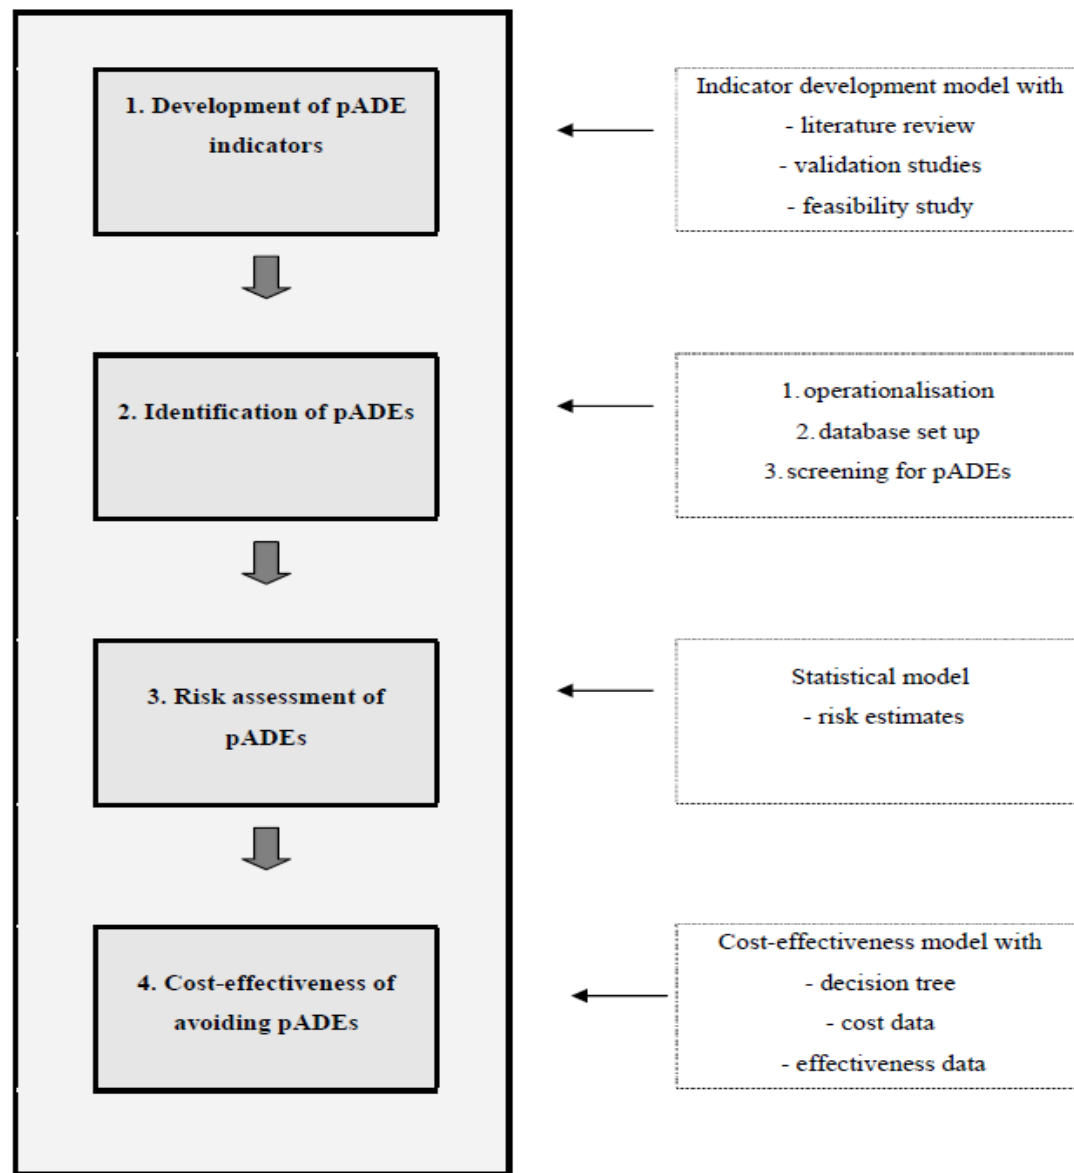 1. Development of pADE
indicators
Indicator development model with
- literature review
- validation studies
- feasibility study
2. Identification of pADEs
1. operationalisation
2. database set up
3. screening for pADEs
3. Risk assessment of
pADEs
Statistical model
- risk estimates
4. Cost-effectiveness of
avoiding pADEs
Cost-effectiveness model with
- decision tree
- cost data
- effectiveness data